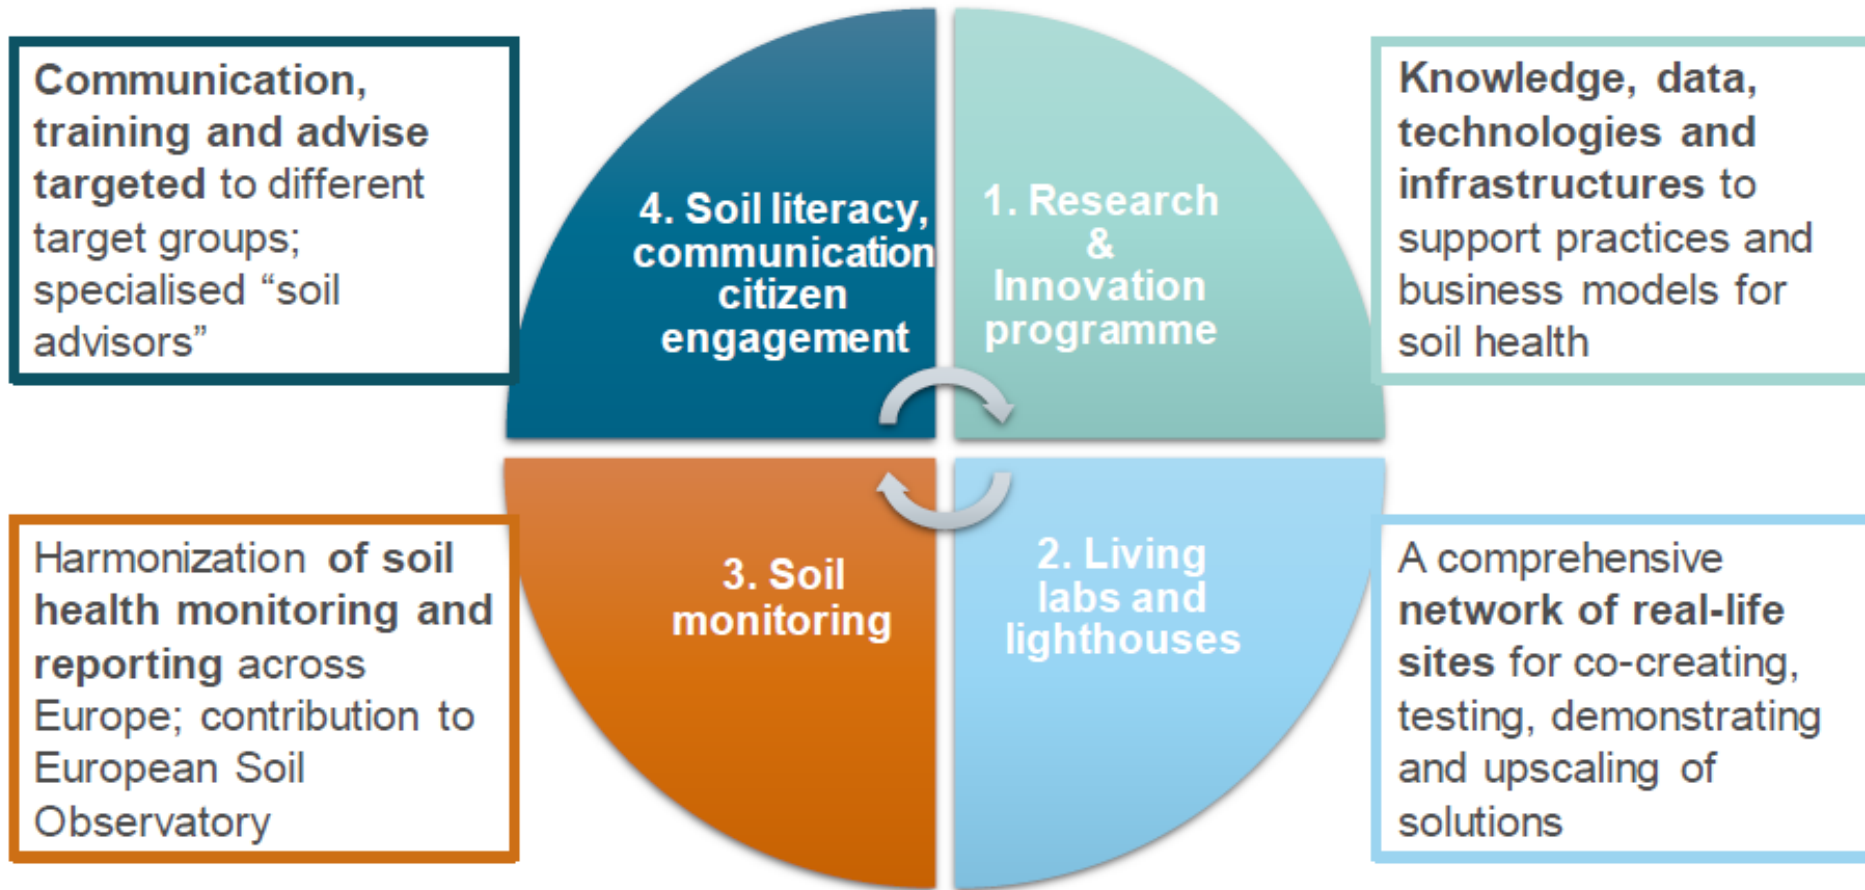 Communication,
training and advise
targeted to different
target groups;
specialised “soil
advisors”
4. Soil literacy,
communication
citizen
engagement
1. Research
&
Innovation
programme
Knowledge, data,
technologies and
infrastructures to
support practices and
business models for
soil health
Harmonization of soil
health monitoring and
reporting across
Europe; contribution to
European Soil
Observatory
3. Soil
monitoring
2. Living
labs and
lighthouses
A comprehensive
network of real-life
sites for co-creating,
testing, demonstrating
and upscaling of
solutions